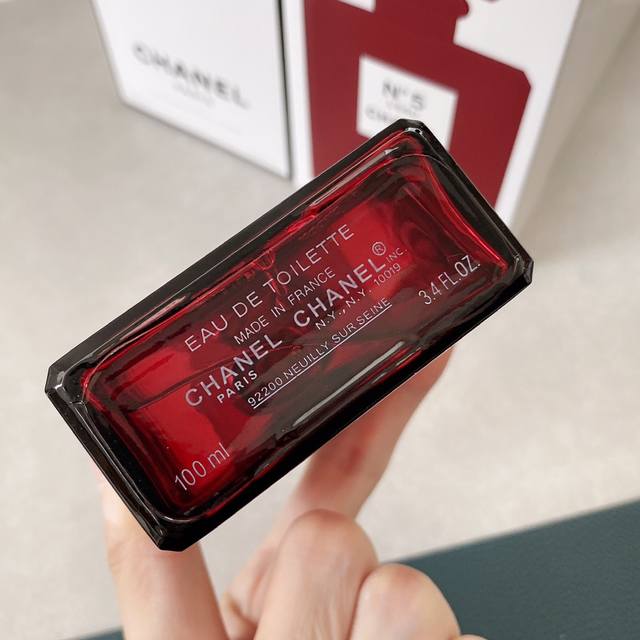 CHANEL
PARIS
N°5
EAU DE TOILETTE
MADE IN FRANCE
CHANEL CHANEL® INC.
PARIS N.Y., N.Y. 10019
92200 NEUILLY SUR SEINE
100 ml 3.4 FL.OZ.